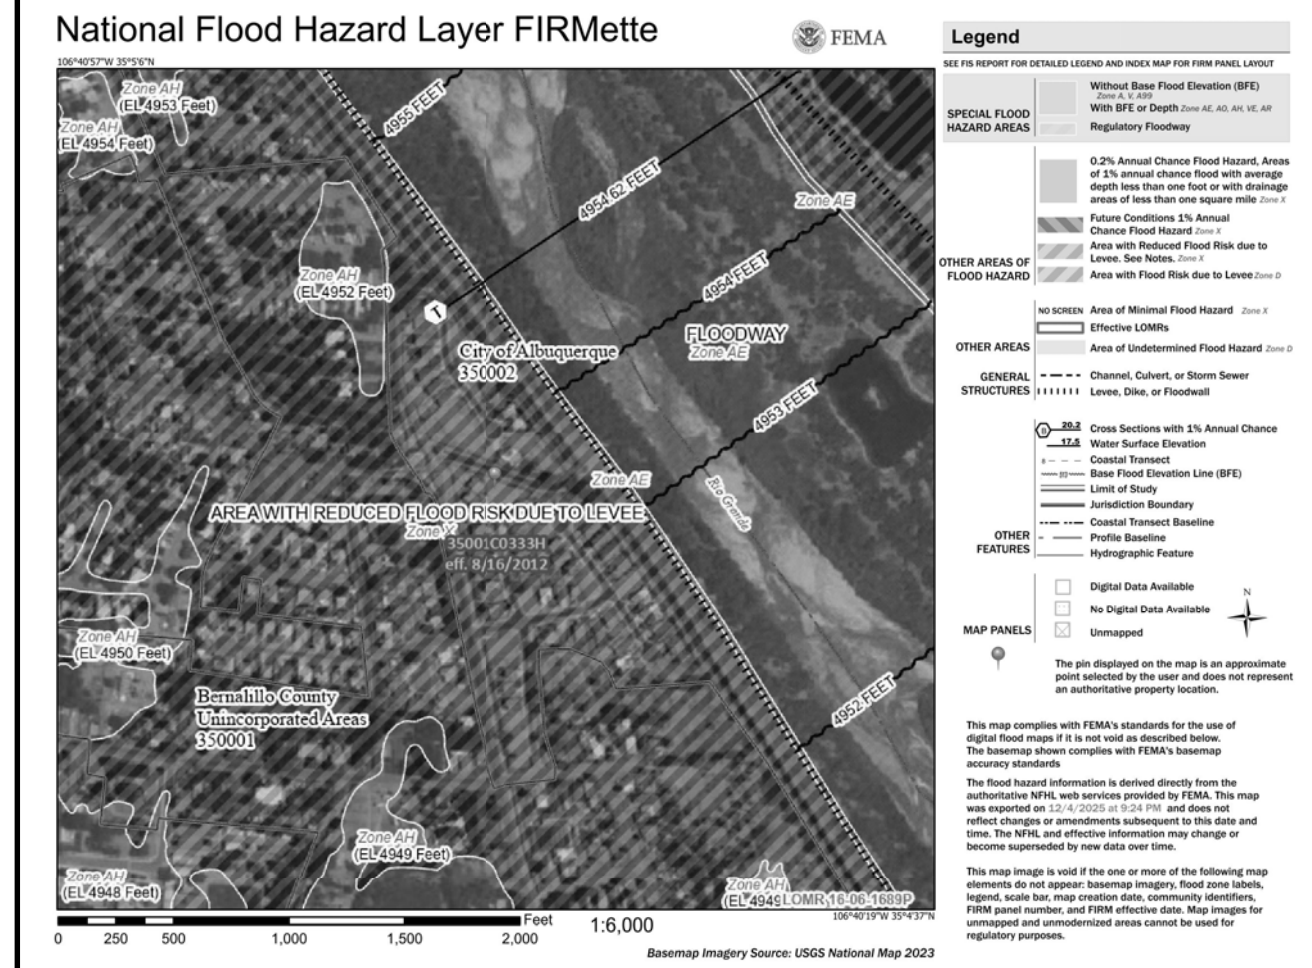 National Flood Hazard Layer FIRMette
FEMA
106°40'57"W 35°5'6"N
Zone AH
(EL 4953 Feet)
Zone AH
(EL 4954 Feet)
4955 FEET
4954.62 FEET
Zone AE
4954 FEET
Zone AH
(EL 4952 Feet)
T
FLOODWAY
Zone AE
City of Albuquerque
350002
4953 FEET
Zone AE
Rio Grande
AREA WITH REDUCED FLOOD RISK DUE TO LEVEE
Zone X
35001C0333H
eff. 8/16/2012
Zone AH
(EL 4950 Feet)
Bernalillo County
Unincorporated Areas
350001
4952 FEET
Zone AH
(EL 4949 Feet)
Zone AH
(EL 4948 Feet)
Zone AH
(EL 4949
LOMR 16-06-1689P
106°40'19"W 35°4'37"N
Feet
1:6,000
0 250 500 1,000 1,500 2,000
Basemap Imagery Source: USGS National Map 2023
Legend
SEE FIS REPORT FOR DETAILED LEGEND AND INDEX MAP FOR FIRM PANEL LAYOUT
SPECIAL FLOOD
HAZARD AREAS
Without Base Flood Elevation (BFE)
Zone A, V, A99
With BFE or Depth Zone AE, AO, AH, VE, AR
Regulatory Floodway
OTHER AREAS OF
FLOOD HAZARD
0.2% Annual Chance Flood Hazard, Areas
of 1% annual chance flood with average
depth less than one foot or with drainage
areas of less than one square mile Zone X
Future Conditions 1% Annual
Chance Flood Hazard Zone X
Area with Reduced Flood Risk due to
Levee. See Notes. Zone X
Area with Flood Risk due to Levee Zone D
OTHER AREAS
NO SCREEN Area of Minimal Flood Hazard Zone X
Effective LOMRs
Area of Undetermined Flood Hazard Zone D
GENERAL
STRUCTURES
Channel, Culvert, or Storm Sewer
Levee, Dike, or Floodwall
OTHER
FEATURES
B 20.2 Cross Sections with 1% Annual Chance
17.5 Water Surface Elevation
Coastal Transect
Base Flood Elevation Line (BFE)
Limit of Study
Jurisdiction Boundary
Coastal Transect Baseline
Profile Baseline
Hydrographic Feature
MAP PANELS
Digital Data Available
No Digital Data Available
Unmapped
N
The pin displayed on the map is an approximate
point selected by the user and does not represent
an authoritative property location.
This map complies with FEMA's standards for the use of
digital flood maps if it is not void as described below.
The basemap shown complies with FEMA's basemap
accuracy standards
The flood hazard information is derived directly from the
authoritative NFHL web services provided by FEMA. This map
was exported on 12/4/2025 at 9:24 PM and does not
reflect changes or amendments subsequent to this date and
time. The NFHL and effective information may change or
become superseded by new data over time.
This map image is void if the one or more of the following map
elements do not appear: basemap imagery, flood zone labels,
legend, scale bar, map creation date, community identifiers,
FIRM panel number, and FIRM effective date. Map images for
unmapped and unmodernized areas cannot be used for
regulatory purposes.